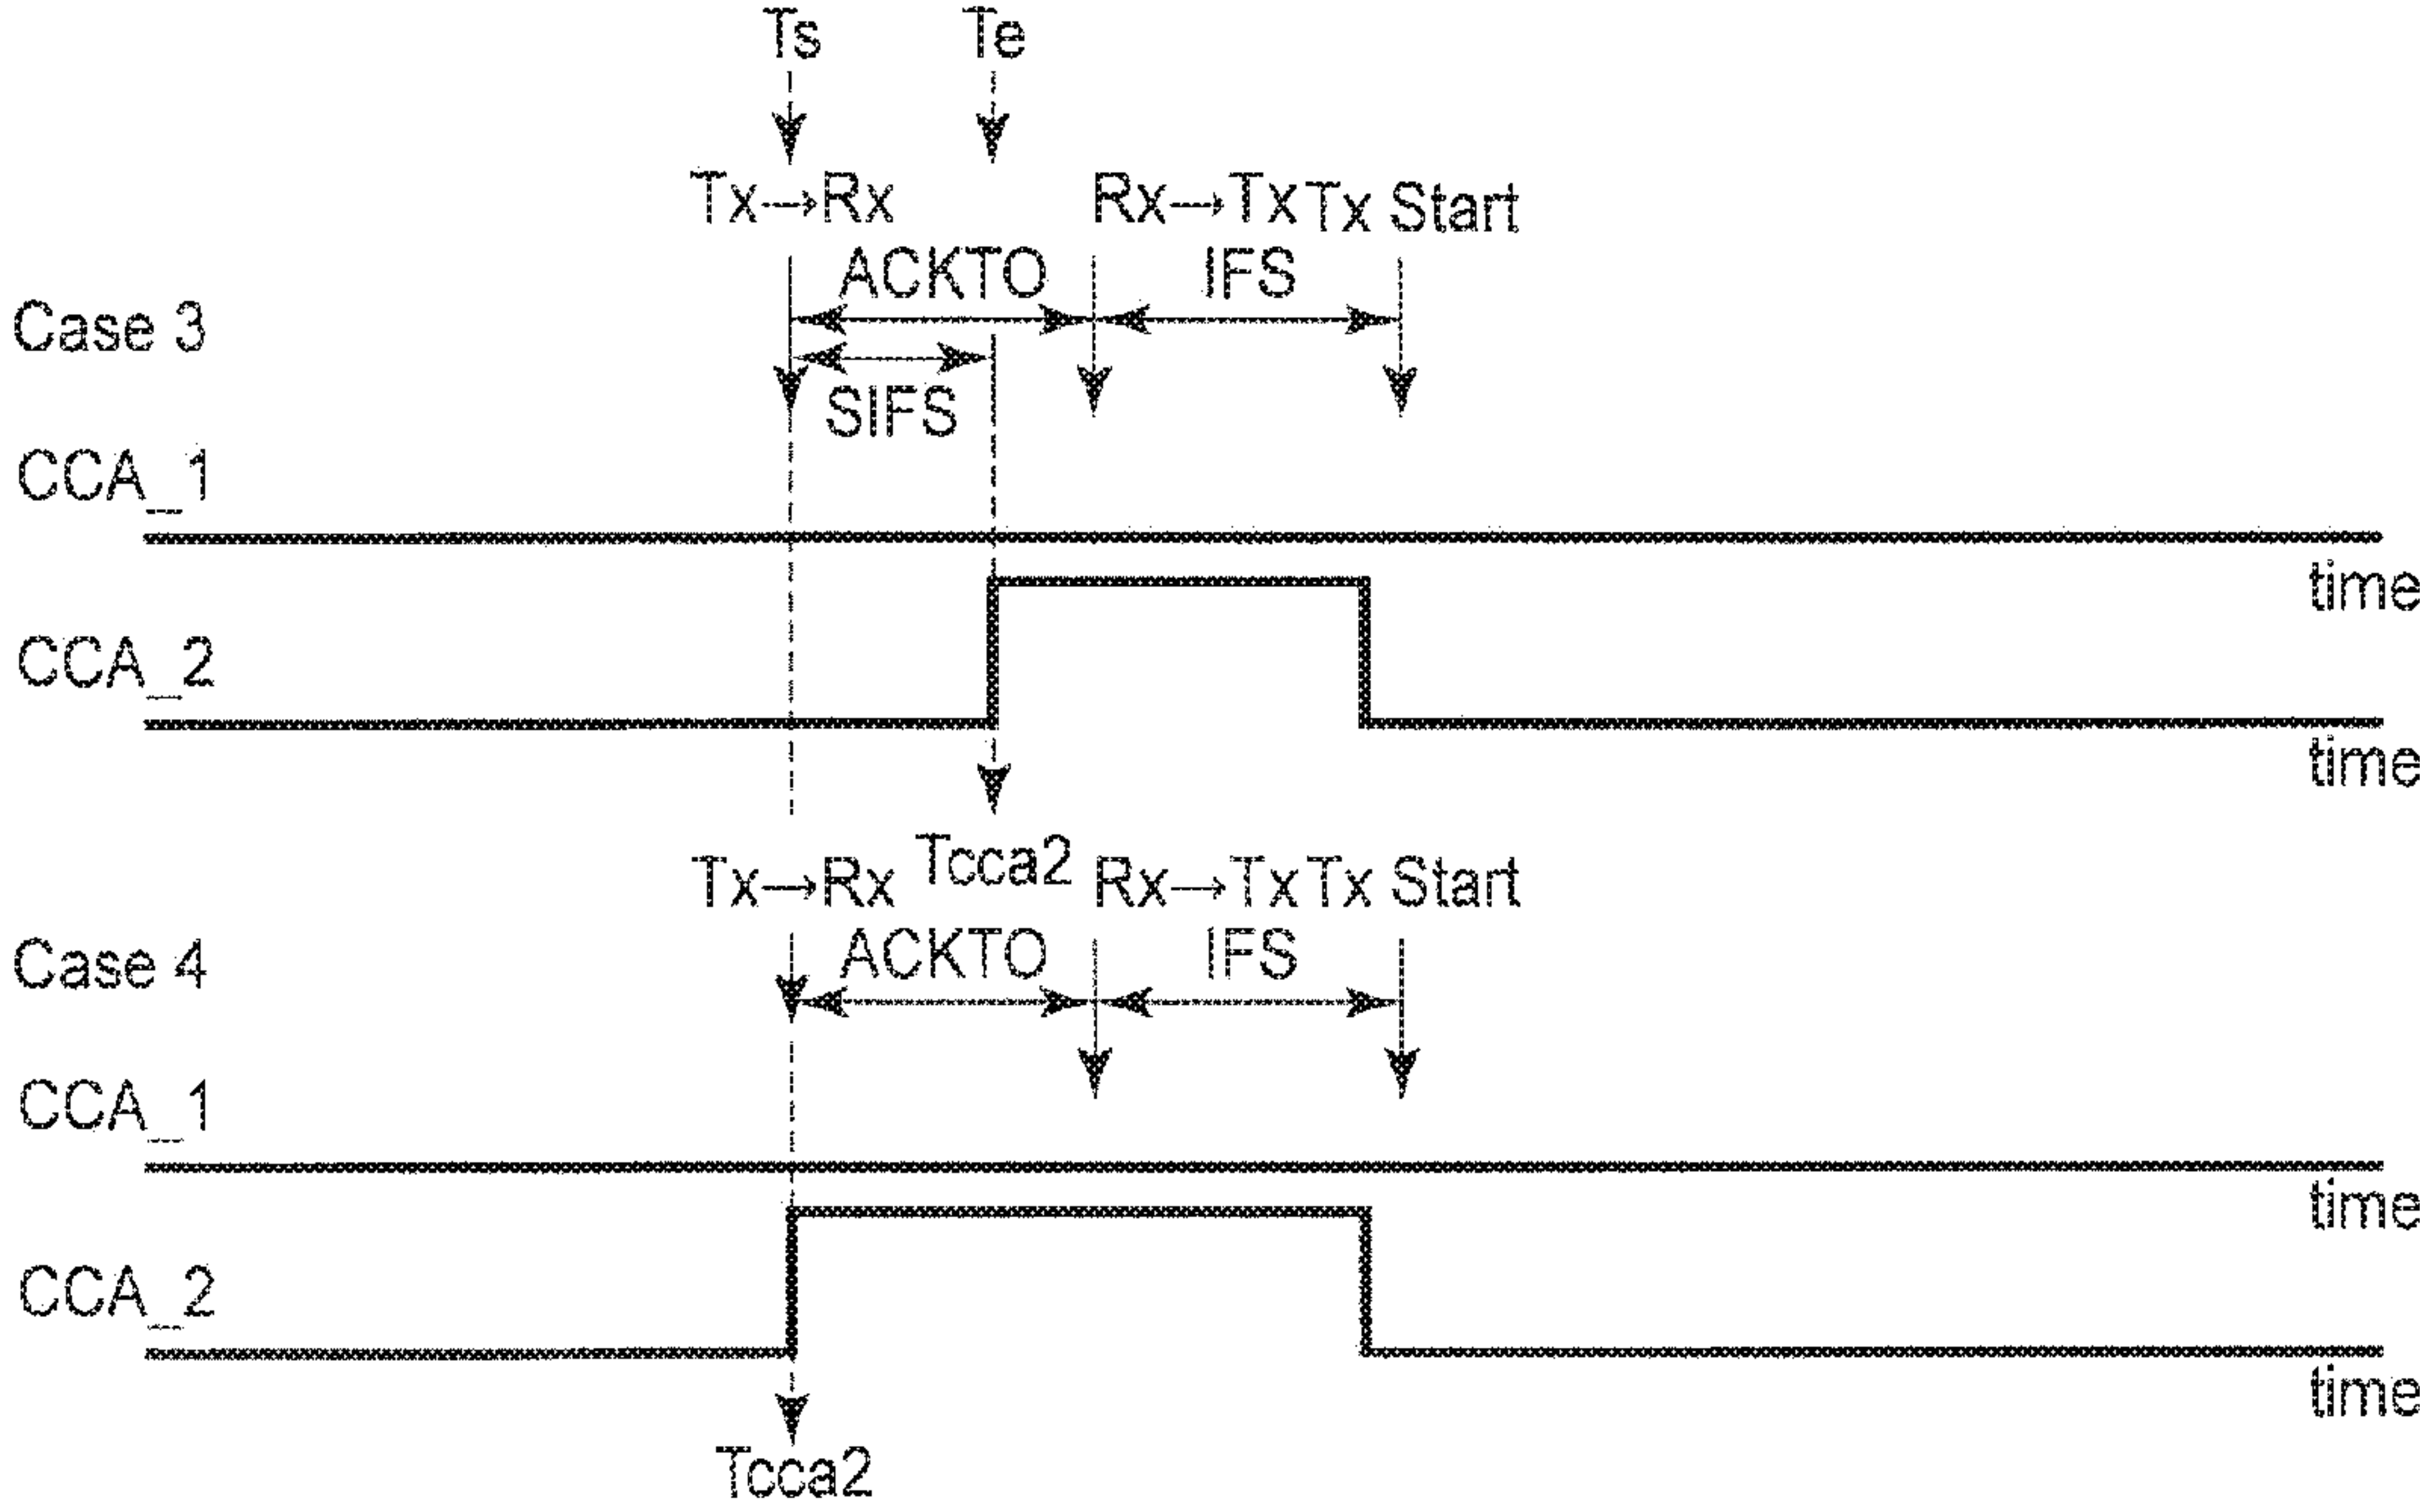 Ts Te
Tx→Rx Rx→Tx Tx Start
ACKTO IFS
Case 3
SIFS
CCA_1
time
CCA_2
time
Tcca2
Tx→Rx Rx→Tx Tx Start
ACKTO IFS
Case 4
CCA_1
time
CCA_2
time
Tcca2